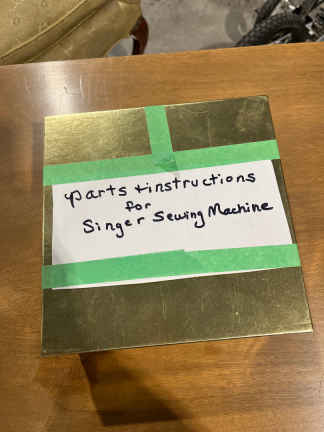 parts + instructions
for
Singer Sewing Machine